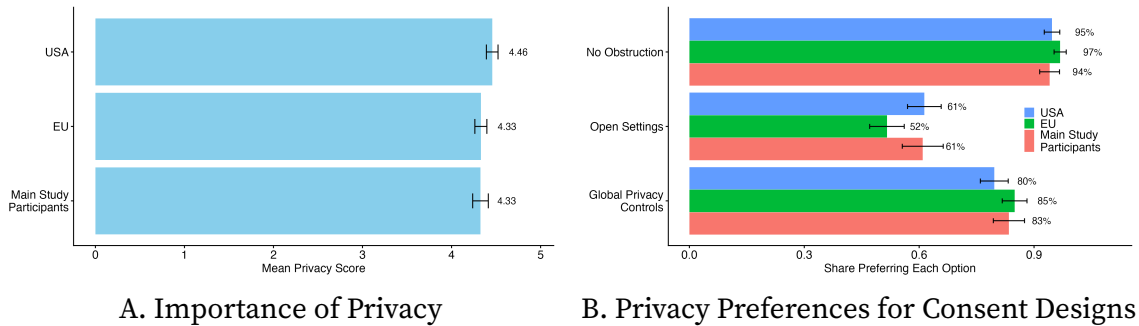 USA
4.46
EU
4.33
Main Study
Participants
4.33
0 1 2 3 4 5
Mean Privacy Score
A. Importance of Privacy
No Obstruction
95%
97%
94%
Open Settings
61%
52%
61%
Global Privacy
Controls
80%
85%
83%
USA
EU
Main Study
Participants
0.0 0.3 0.6 0.9
Share Preferring Each Option
B. Privacy Preferences for Consent Designs